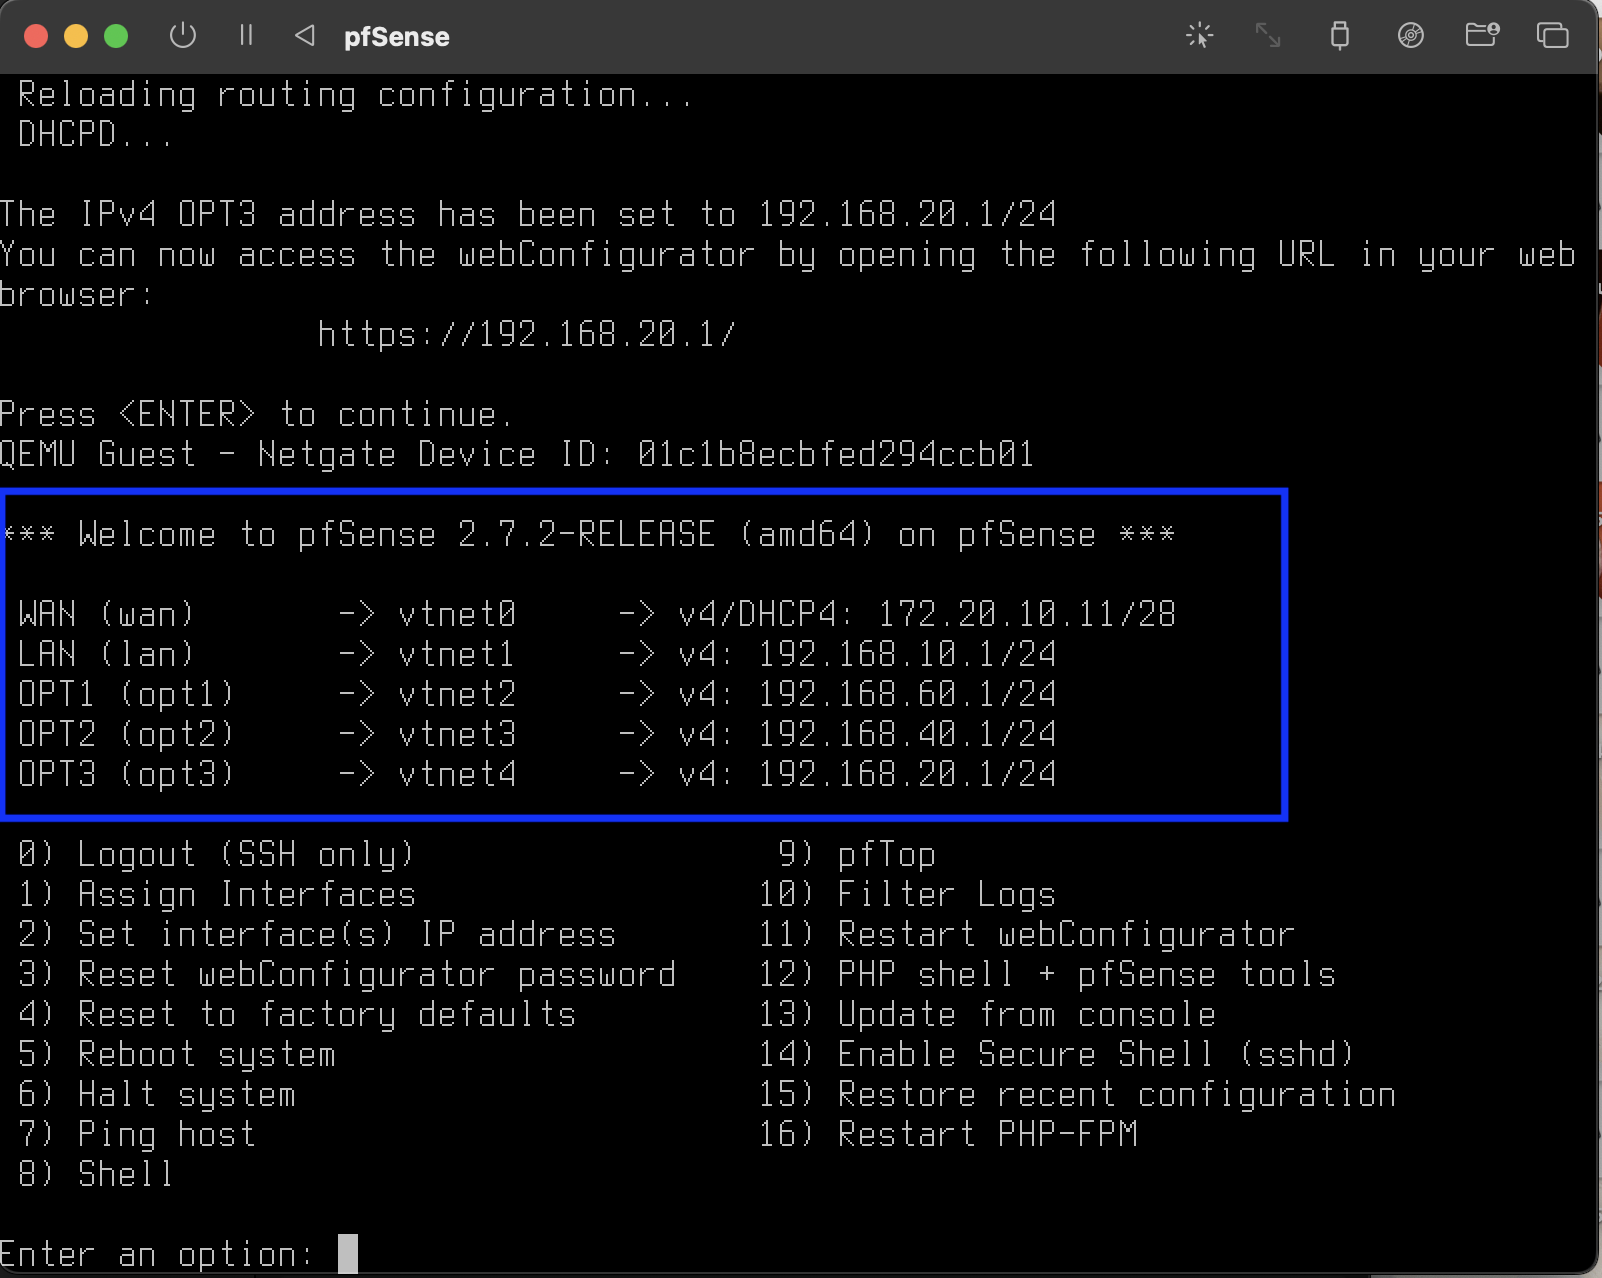 pfSense
Reloading routing configuration...
DHCPD...
The IPv4 OPT3 address has been set to 192.168.20.1/24
You can now access the webConfigurator by opening the following URL in your web
browser:
https://192.168.20.1/
Press <ENTER> to continue.
QEMU Guest - Netgate Device ID: 01c1b8ecbfed294ccb01
*** Welcome to pfSense 2.7.2-RELEASE (amd64) on pfSense ***
WAN (wan) -> vtnet0 -> v4/DHCP4: 172.20.10.11/28
LAN (lan) -> vtnet1 -> v4: 192.168.10.1/24
OPT1 (opt1) -> vtnet2 -> v4: 192.168.60.1/24
OPT2 (opt2) -> vtnet3 -> v4: 192.168.40.1/24
OPT3 (opt3) -> vtnet4 -> v4: 192.168.20.1/24
0) Logout (SSH only) 9) pfTop
1) Assign Interfaces 10) Filter Logs
2) Set interface(s) IP address 11) Restart webConfigurator
3) Reset webConfigurator password 12) PHP shell + pfSense tools
4) Reset to factory defaults 13) Update from console
5) Reboot system 14) Enable Secure Shell (sshd)
6) Halt system 15) Restore recent configuration
7) Ping host 16) Restart PHP-FPM
8) Shell
Enter an option: